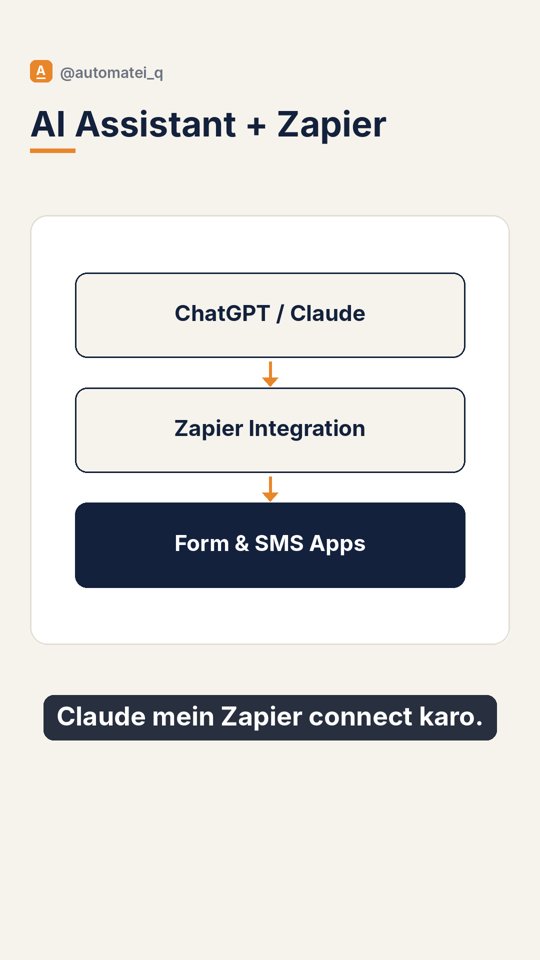 A
@automatei_q
AI Assistant + Zapier
ChatGPT / Claude
Zapier Integration
Form & SMS Apps
Claude mein Zapier connect karo.